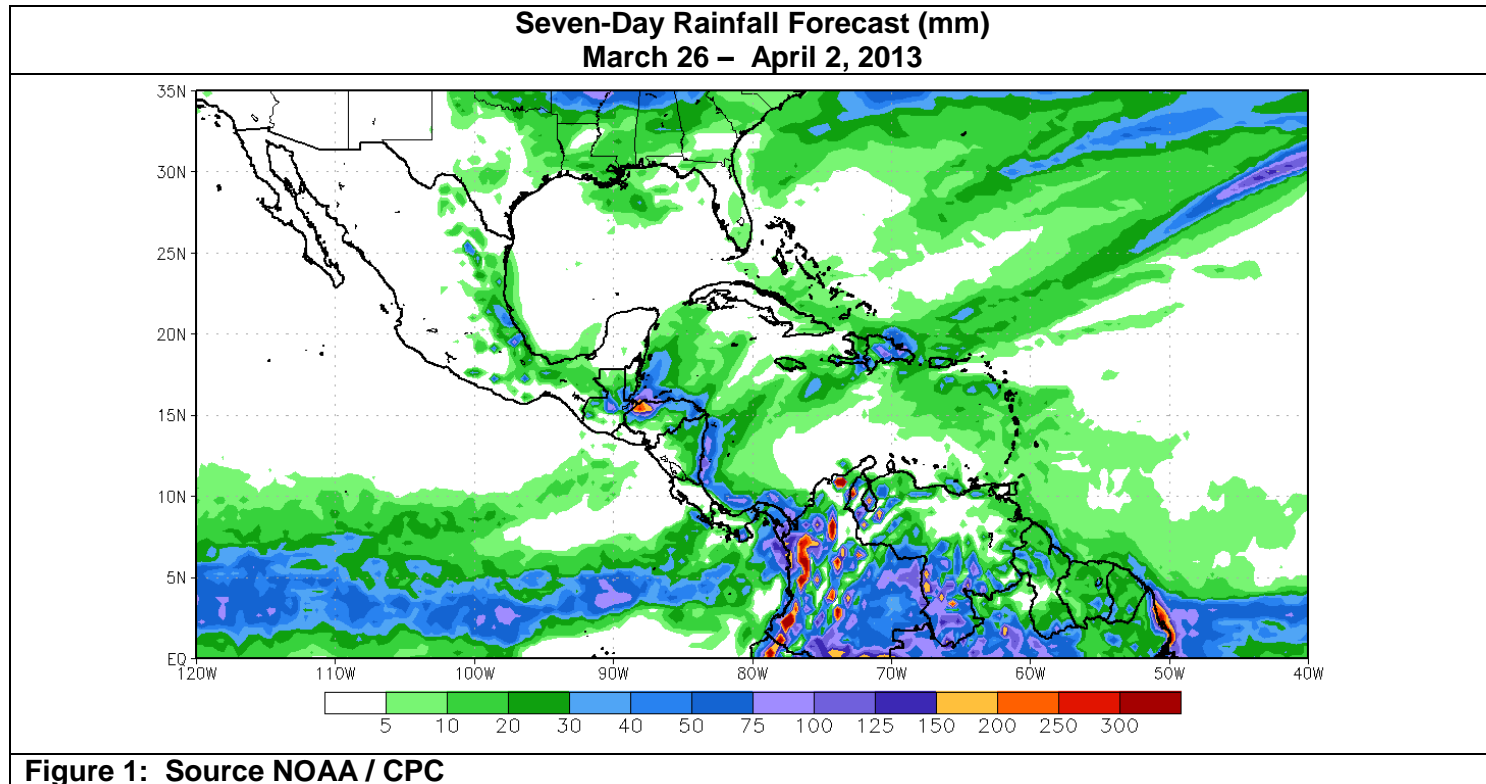 Seven-Day Rainfall Forecast (mm)
March 26 – April 2, 2013
35N
30N
25N
20N
15N
10N
5N
EQ
120W 110W 100W 90W 80W 70W 60W 50W 40W
5 10 20 30 40 50 75 100 125 150 200 250 300
Figure 1: Source NOAA / CPC